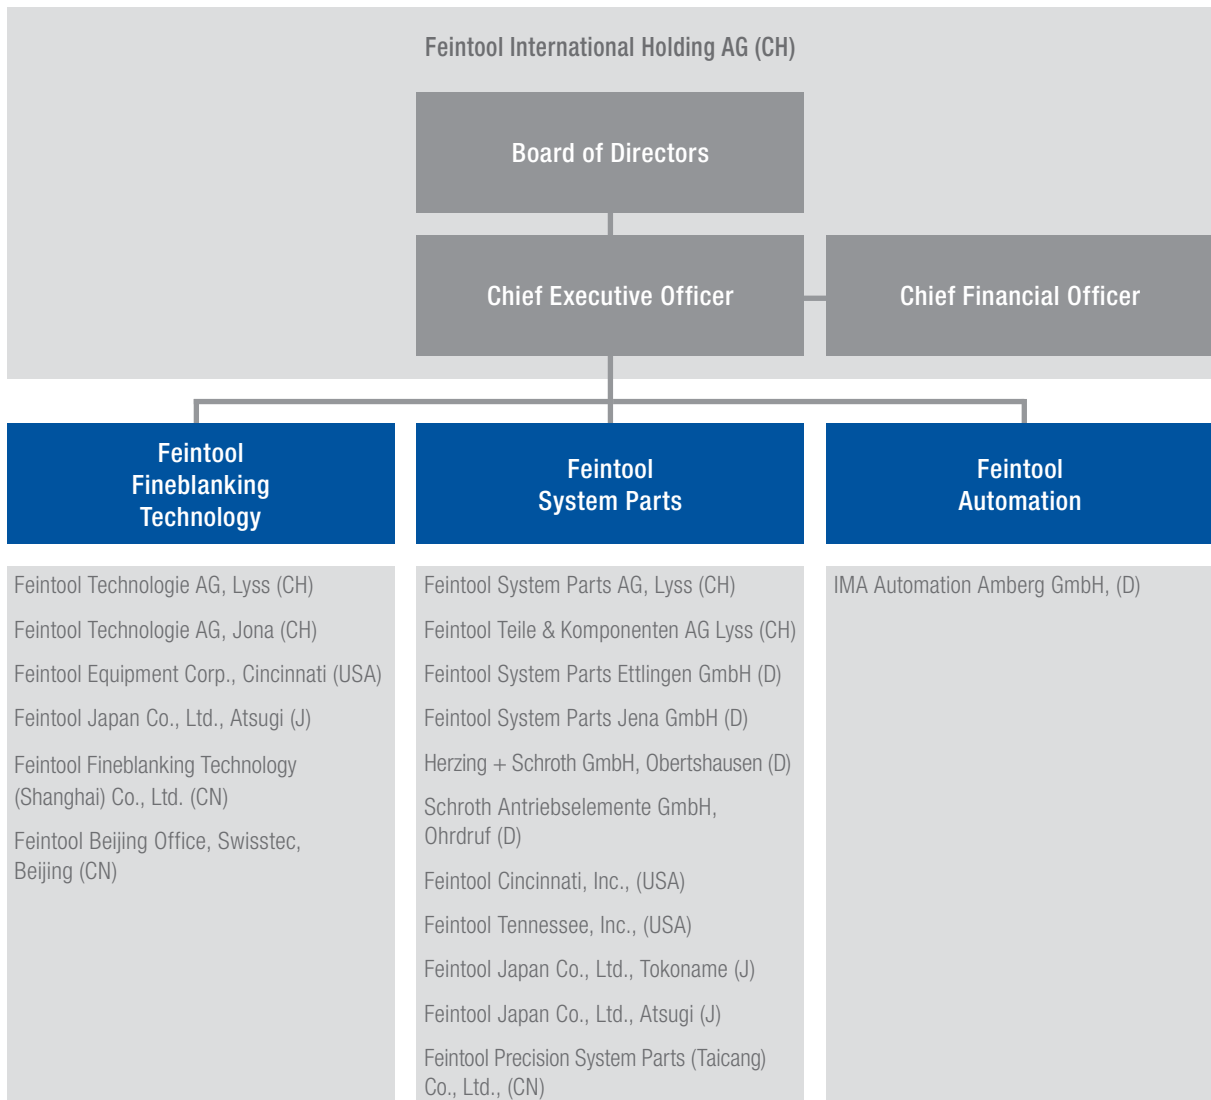 Feintool International Holding AG (CH)
Board of Directors
Chief Executive Officer
Chief Financial Officer
Feintool
Fineblanking
Technology
Feintool
System Parts
Feintool
Automation
Feintool Technologie AG, Lyss (CH)
Feintool Technologie AG, Jona (CH)
Feintool Equipment Corp., Cincinnati (USA)
Feintool Japan Co., Ltd., Atsugi (J)
Feintool Fineblanking Technology
(Shanghai) Co., Ltd. (CN)
Feintool Beijing Office, Swisstec,
Beijing (CN)
Feintool System Parts AG, Lyss (CH)
Feintool Teile & Komponenten AG Lyss (CH)
Feintool System Parts Ettlingen GmbH (D)
Feintool System Parts Jena GmbH (D)
Herzing + Schroth GmbH, Obertshausen (D)
Schroth Antriebselemente GmbH,
Ohrdruf (D)
Feintool Cincinnati, Inc., (USA)
Feintool Tennessee, Inc., (USA)
Feintool Japan Co., Ltd., Tokoname (J)
Feintool Japan Co., Ltd., Atsugi (J)
Feintool Precision System Parts (Taicang)
Co., Ltd., (CN)
IMA Automation Amberg GmbH, (D)